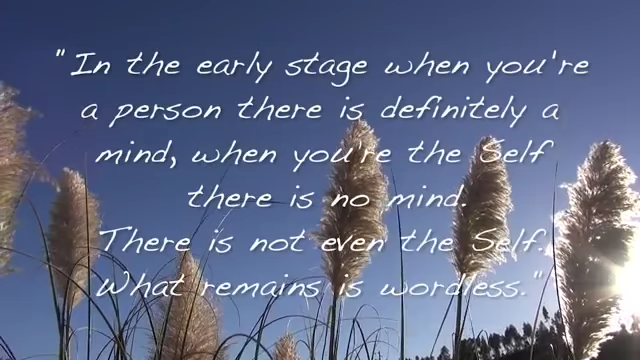 "In the early stage when you're
a person there is definitely a
mind, when you're the Self
there is no mind.
There is not even the Self.
What remains is wordless."